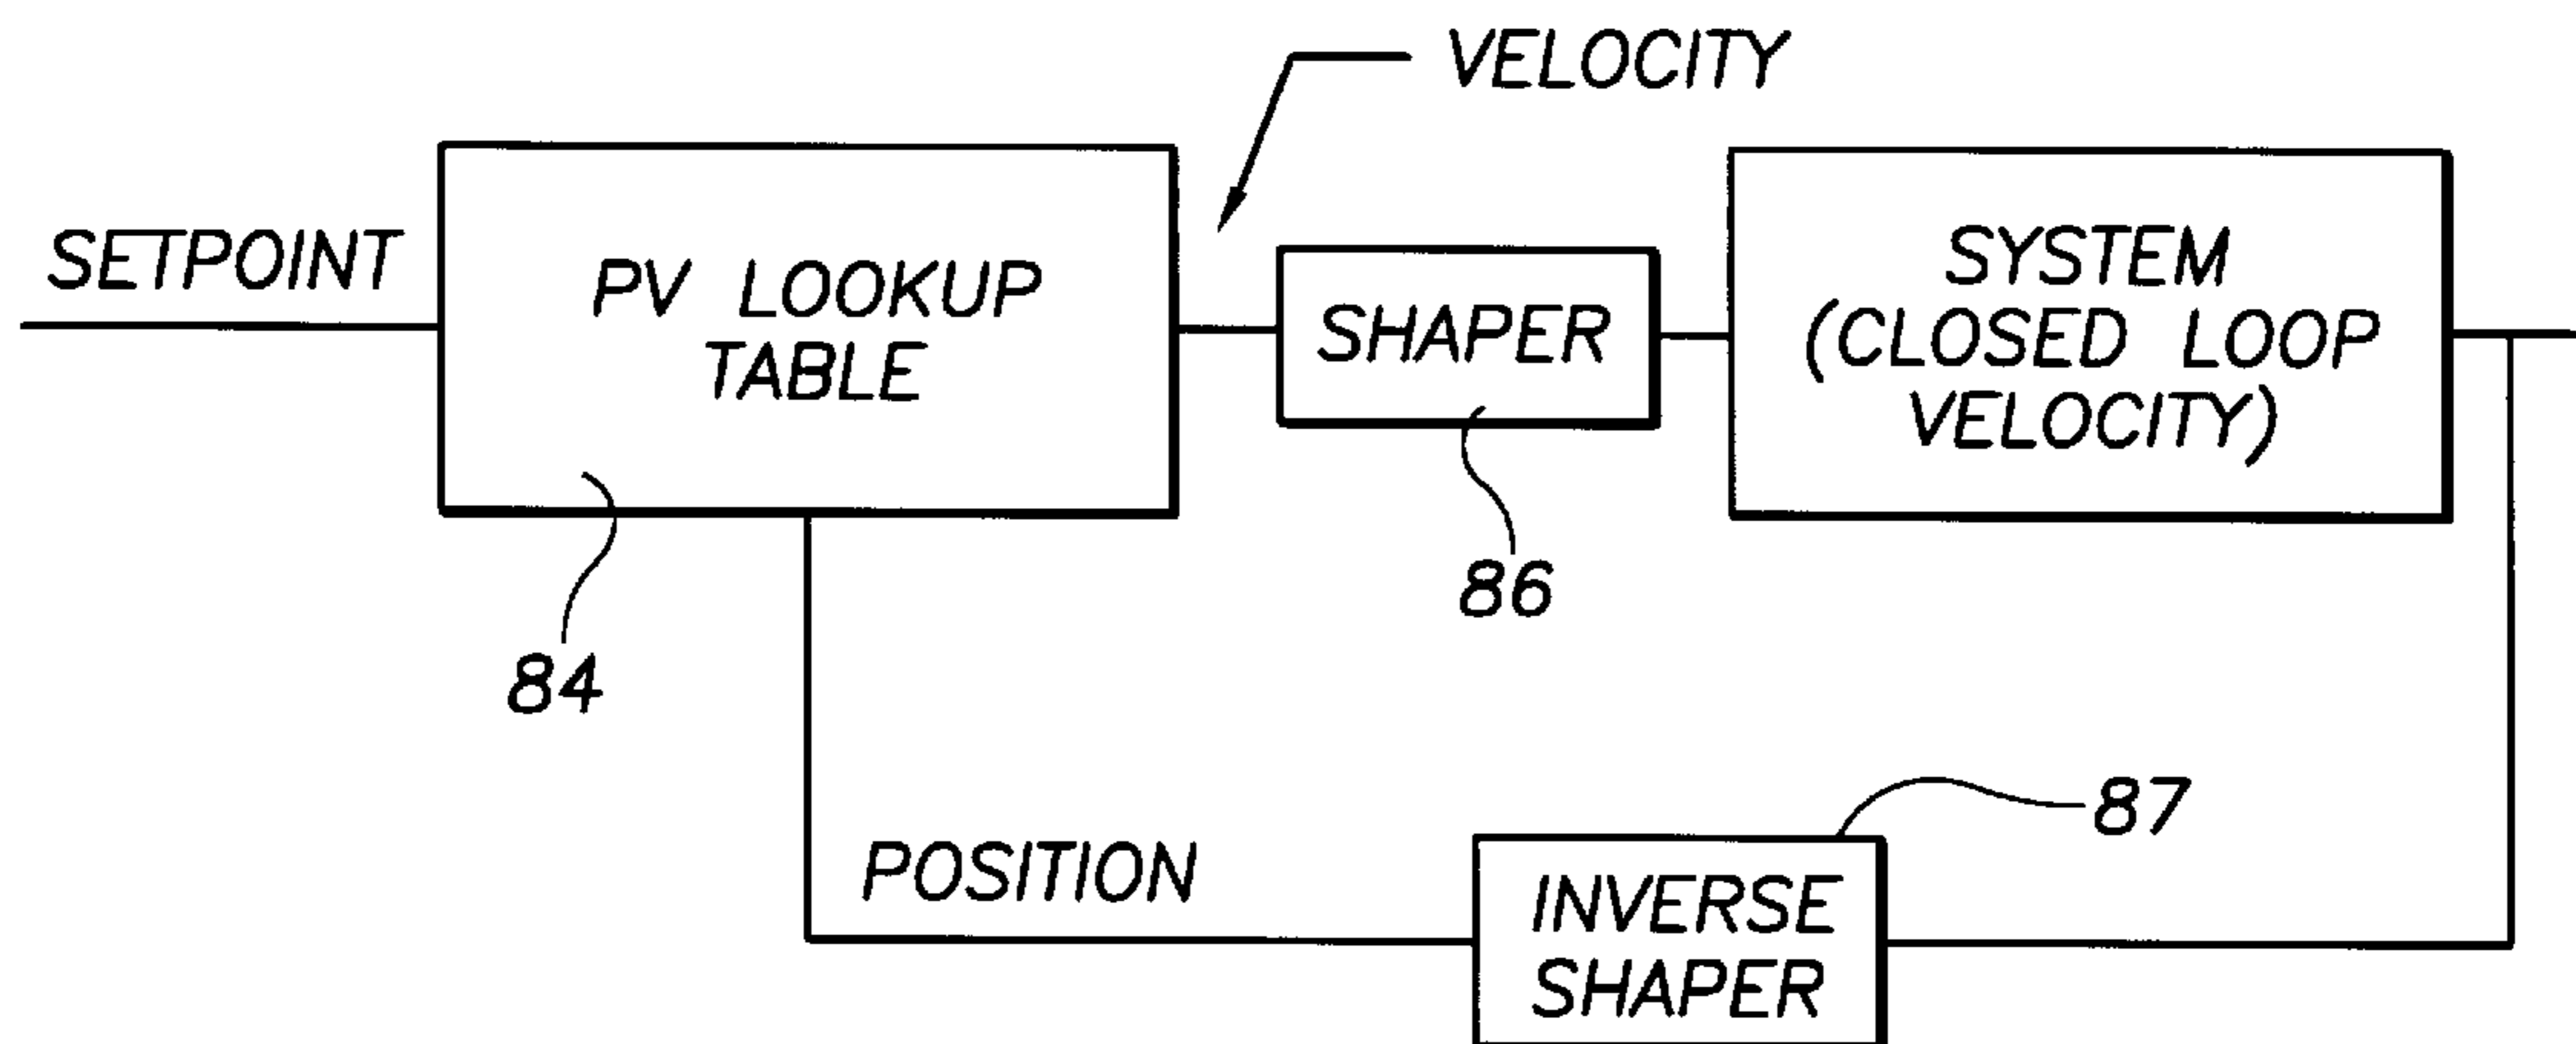 VELOCITY
SETPOINT
PV LOOKUP
TABLE
SHAPER
SYSTEM
(CLOSED LOOP
VELOCITY)
86
84
87
POSITION
INVERSE
SHAPER